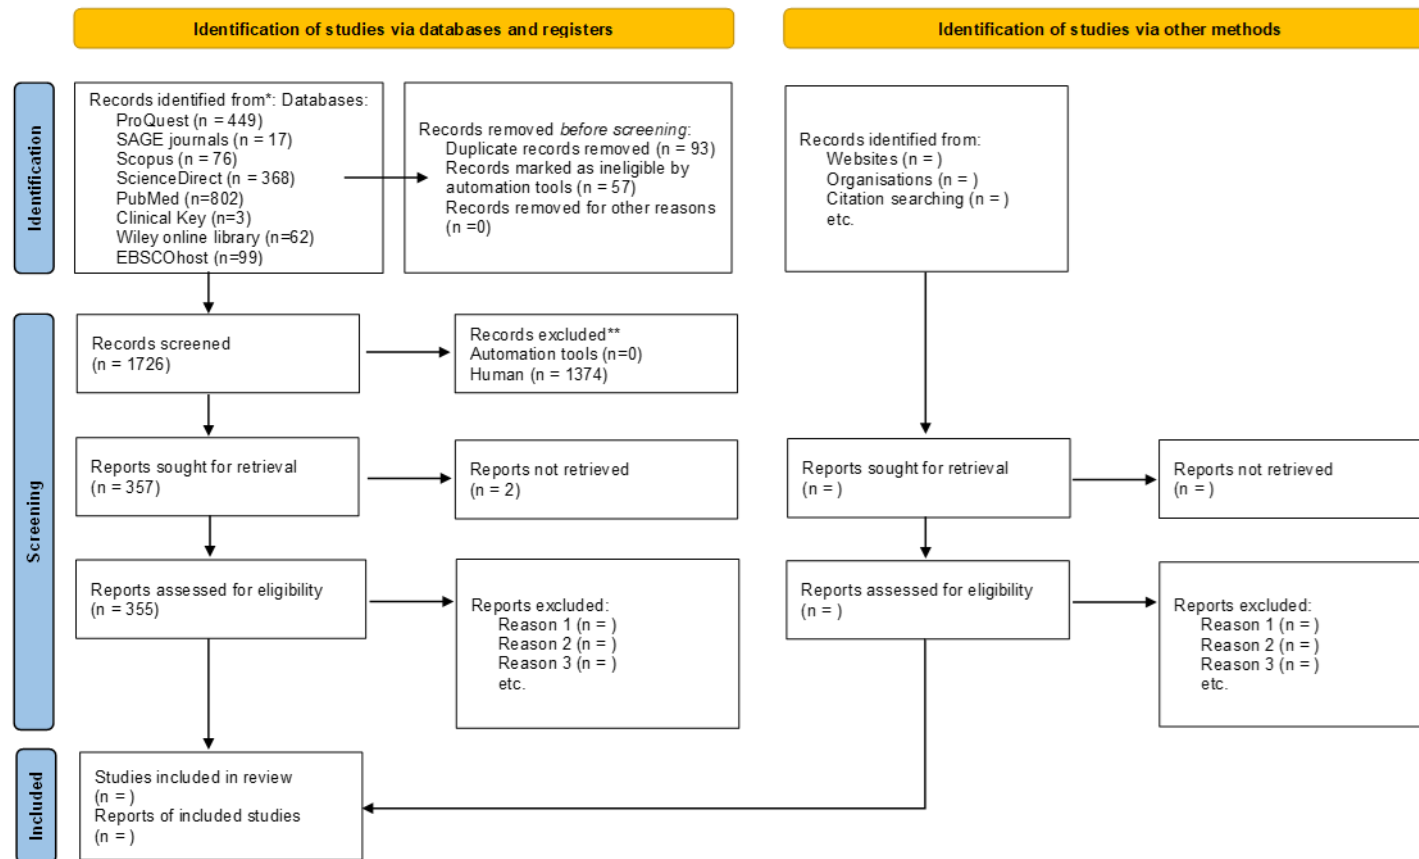 Identification of studies via databases and registers
Identification of studies via other methods
Identification
Records identified from*: Databases:
ProQuest (n = 449)
SAGE journals (n = 17)
Scopus (n = 76)
ScienceDirect (n = 368)
PubMed (n=802)
Clinical Key (n=3)
Wiley online library (n=62)
EBSCOhost (n=99)
Records removed before screening:
Duplicate records removed (n = 93)
Records marked as ineligible by
automation tools (n = 57)
Records removed for other reasons
(n =0)
Records identified from:
Websites (n = )
Organisations (n = )
Citation searching (n = )
etc.
Screening
Records screened
(n = 1726)
Records excluded**
Automation tools (n=0)
Human (n = 1374)
Reports sought for retrieval
(n = 357)
Reports not retrieved
(n = 2)
Reports sought for retrieval
(n = )
Reports not retrieved
(n = )
Reports assessed for eligibility
(n = 355)
Reports excluded:
Reason 1 (n = )
Reason 2 (n = )
Reason 3 (n = )
etc.
Reports assessed for eligibility
(n = )
Reports excluded:
Reason 1 (n = )
Reason 2 (n = )
Reason 3 (n = )
etc.
Included
Studies included in review
(n = )
Reports of included studies
(n = )